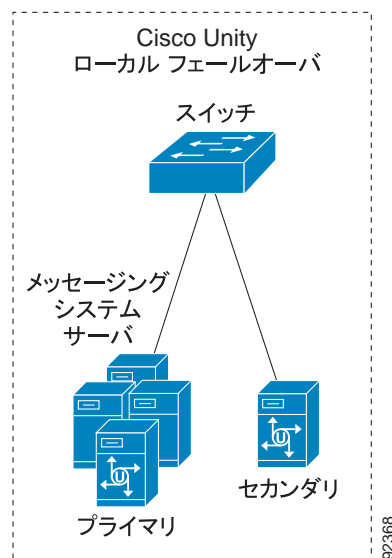 Cisco Unity
ローカル フェールオーバ
スイッチ
メッセージング
システム
サーバ
U
U
プライマリ
セカンダリ
92368